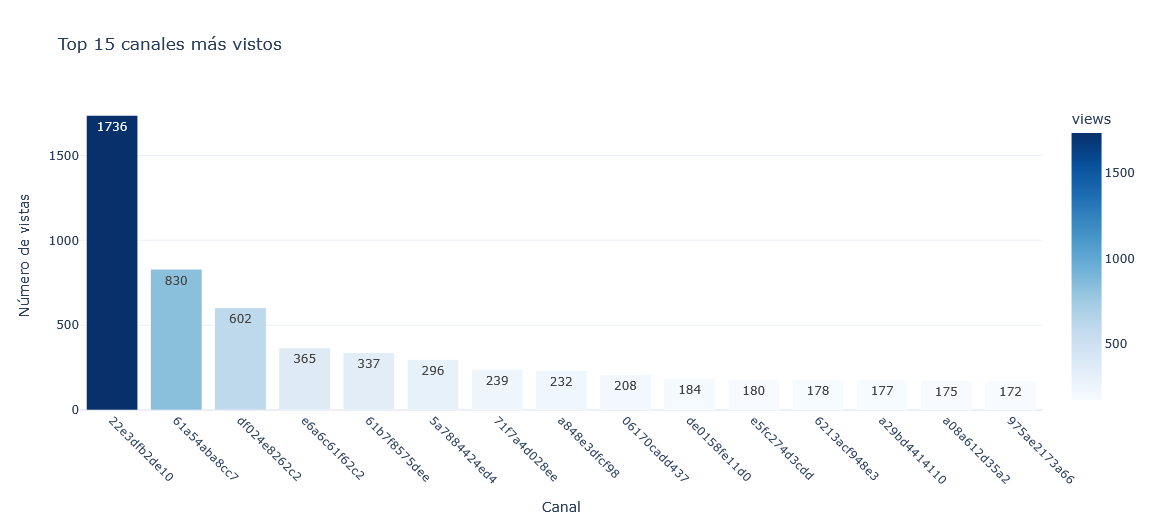 Top 15 canales más vistos
views
1736
1500
1500
Número de vistas
1000
1000
830
602
500
500
365
337
296
239
232
208
184
180
178
177
175
172
0
22e3dfb2de10
61a54aba8cc7
df024e8262c2
e6a6c61f62c2
61b7f8575dee
5a7884424ed4
71f7a4d028ee
a848e3dfcf98
06170cadd437
de0158fe11d0
e5fc274d3cdd
6213acf948e3
a29bd4414110
a08a612d35a2
975ae2173a66
Canal